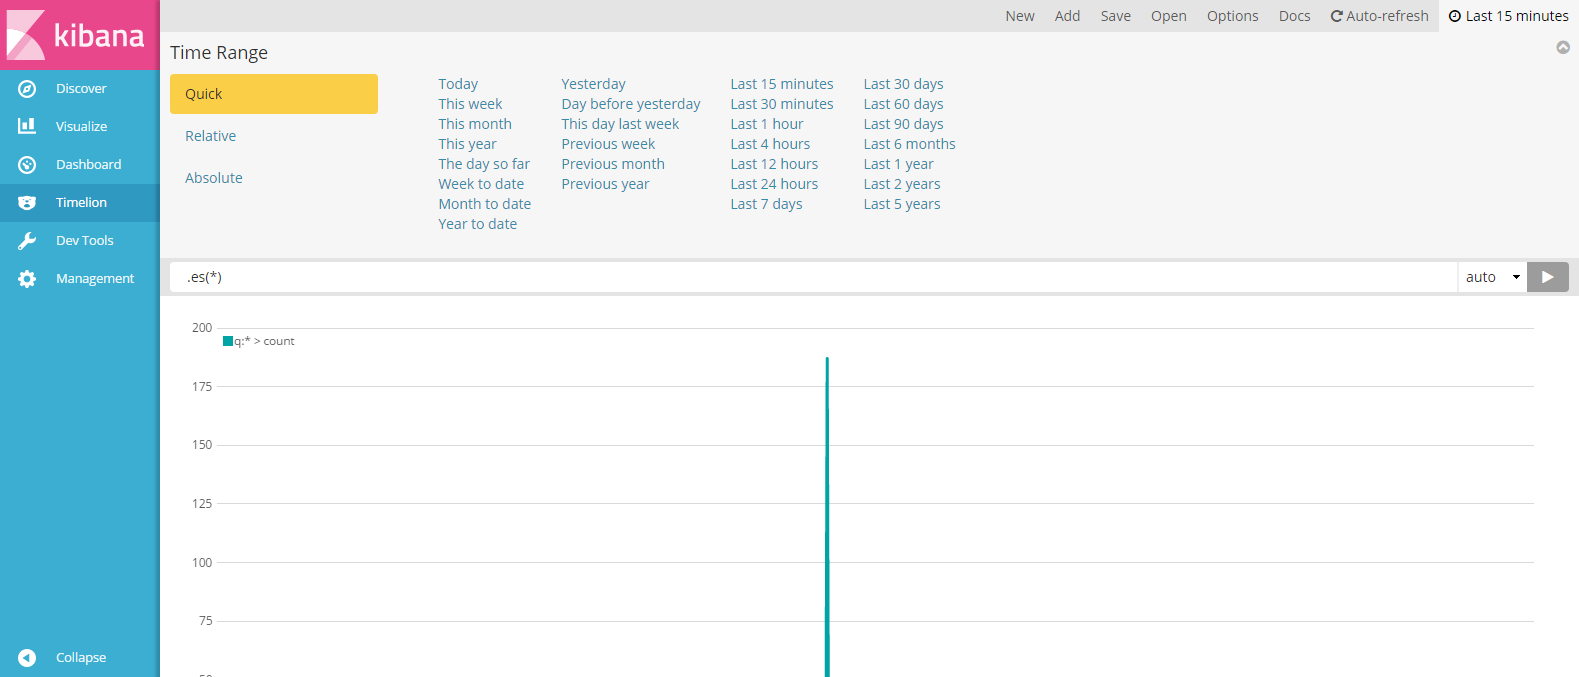 kibana
Discover
Visualize
Dashboard
Timelion
Dev Tools
Management
Collapse
New Add Save Open Options Docs Auto-refresh Last 15 minutes
Time Range
Quick
Relative
Absolute
Today
This week
This month
This year
The day so far
Week to date
Month to date
Year to date
Yesterday
Day before yesterday
This day last week
Previous week
Previous month
Previous year
Last 15 minutes
Last 30 minutes
Last 1 hour
Last 4 hours
Last 12 hours
Last 24 hours
Last 7 days
Last 30 days
Last 60 days
Last 90 days
Last 6 months
Last 1 year
Last 2 years
Last 5 years
.es(*) auto
200
q:* > count
175
150
125
100
75